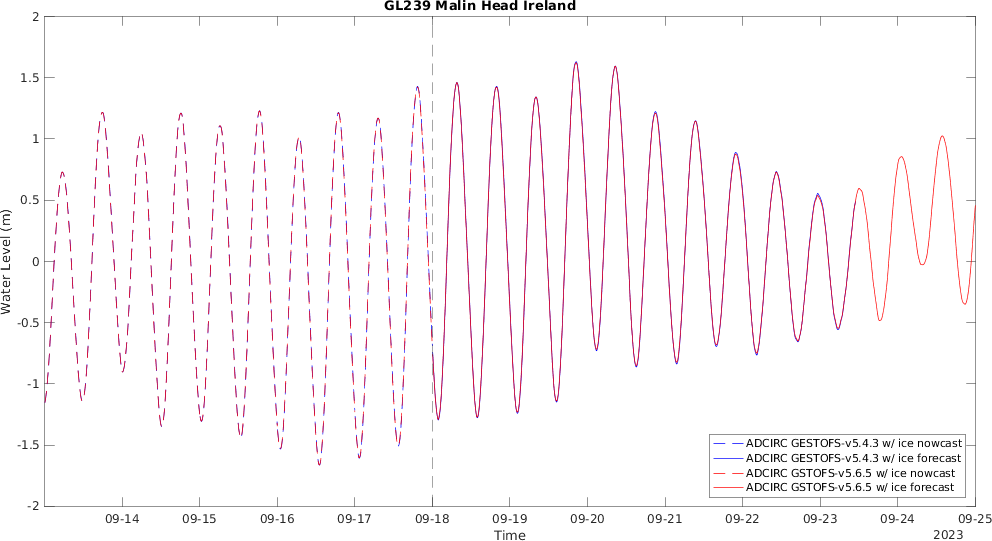 GL239 Malin Head Ireland
2
1.5
1
0.5
0
-0.5
-1
-1.5
-2
Water Level (m)
ADCIRC GESTOFS-v5.4.3 w/ ice nowcast
ADCIRC GESTOFS-v5.4.3 w/ ice forecast
ADCIRC GSTOFS-v5.6.5 w/ ice nowcast
ADCIRC GSTOFS-v5.6.5 w/ ice forecast
09-14 09-15 09-16 09-17 09-18 09-19 09-20 09-21 09-22 09-23 09-24 09-25
Time
2023